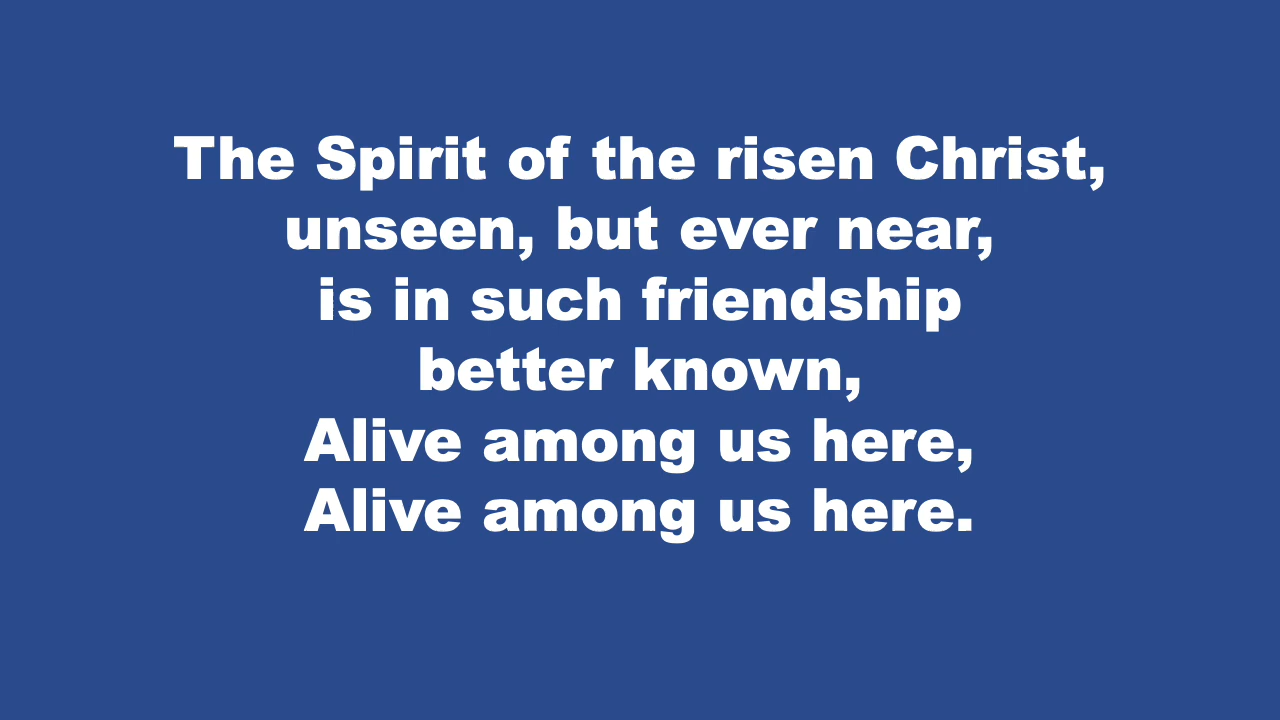 The Spirit of the risen Christ,
unseen, but ever near,
is in such friendship
better known,
Alive among us here,
Alive among us here.